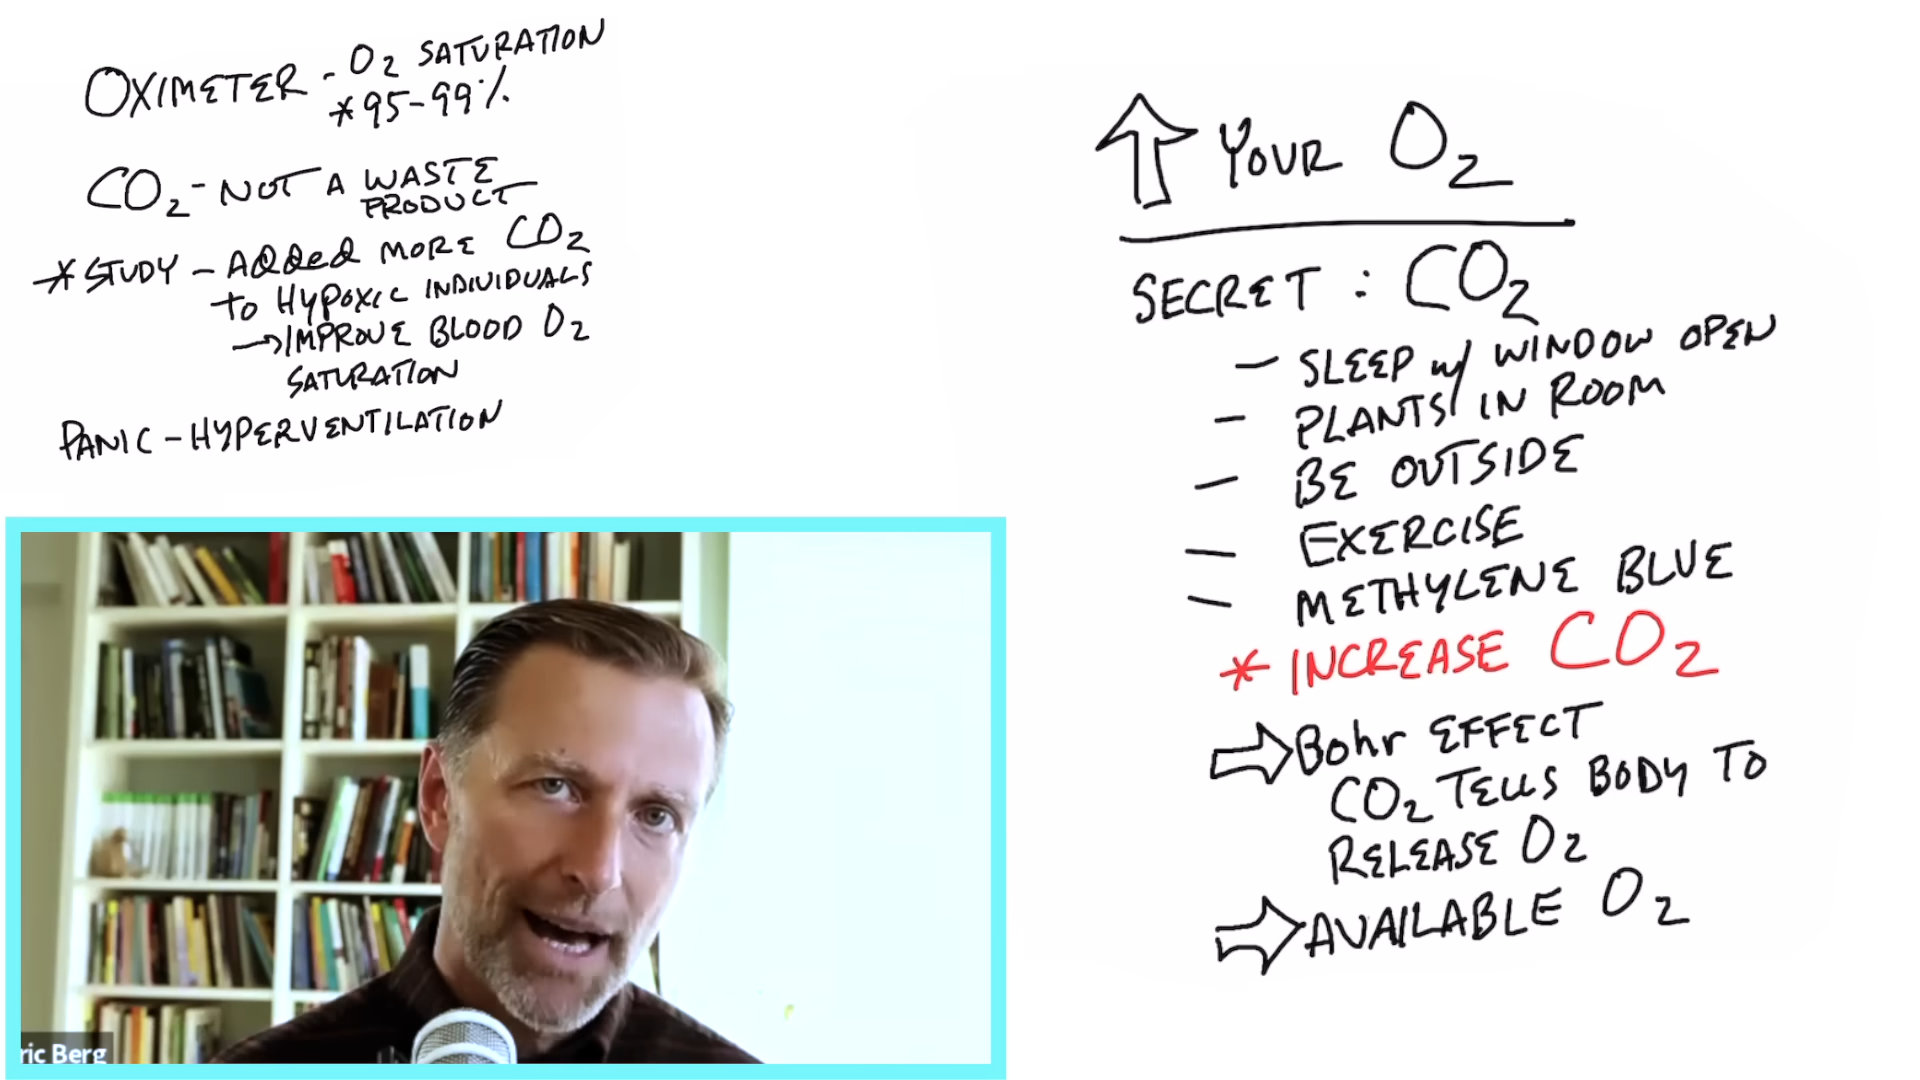 OXIMETER - O2 SATURATION
*95-99%
CO2 - NOT A WASTE
PRODUCT
* STUDY - ADDED MORE CO2
TO HYPOXIC INDIVIDUALS
→ IMPROVE BLOOD O2
SATURATION
PANIC - HYPERVENTILATION
ric Berg
↑ YOUR O2
SECRET : CO2
- SLEEP w/ WINDOW OPEN
- PLANTS IN ROOM
- BE OUTSIDE
- EXERCISE
- METHYLENE BLUE
* INCREASE CO2
⇒ Bohr EFFECT
CO2 TELLS BODY TO
RELEASE O2
⇒ AVAILABLE O2